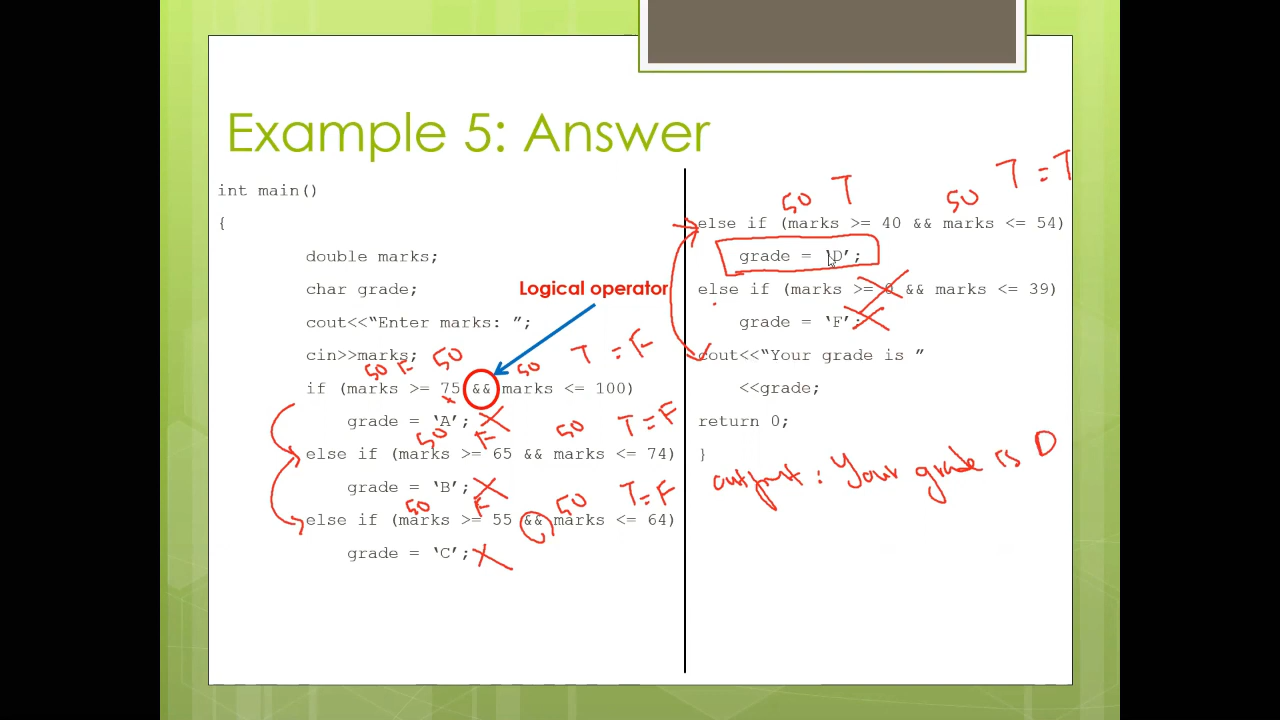 Example 5: Answer
int main()
{
double marks;
char grade;
Logical operator
cout<<“Enter marks: ”;
cin>>marks;
50 F 50 50 T = F
if (marks >= 75 && marks <= 100)
grade = ‘A’;
50 F 50 T = F
else if (marks >= 65 && marks <= 74)
grade = ‘B’;
50 F 50 T = F
else if (marks >= 55 && marks <= 64)
grade = ‘C’;
50 T 50 T = T
else if (marks >= 40 && marks <= 54)
grade = ‘D’;
else if (marks >= 0 && marks <= 39)
grade = ‘F’;
cout<<“Your grade is ”
<<grade;
return 0;
}
output : Your grade is D